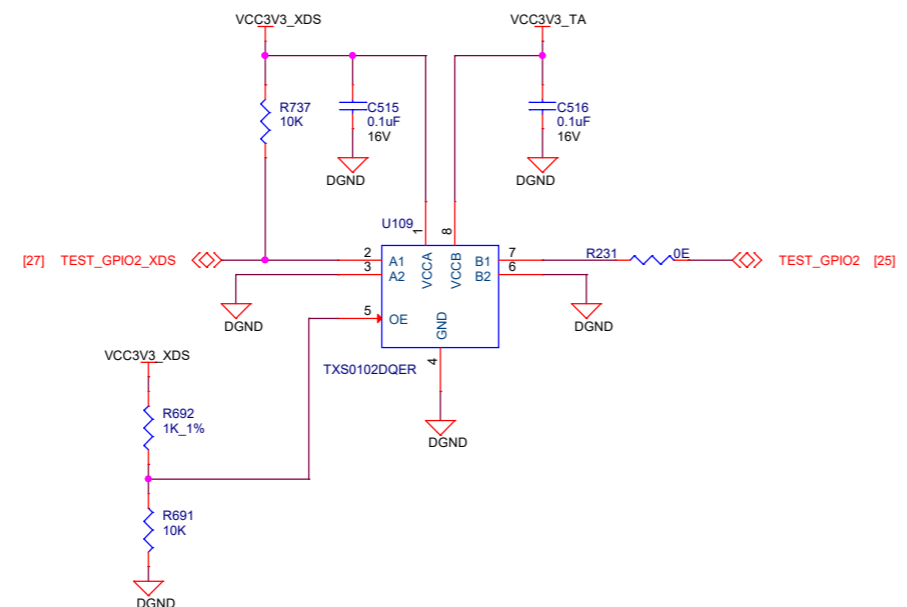 VCC3V3_XDS
VCC3V3_TA
R737
10K
C515
0.1uF
16V
C516
0.1uF
16V
DGND
DGND
U109
1
8
[27] TEST_GPIO2_XDS
2
A1
VCCA
VCCB
B1
7
R231
0E
TEST_GPIO2 [25]
3
A2
B2
6
DGND
DGND
5
OE
GND
VCC3V3_XDS
4
TXS0102DQER
R692
1K_1%
DGND
R691
10K
DGND